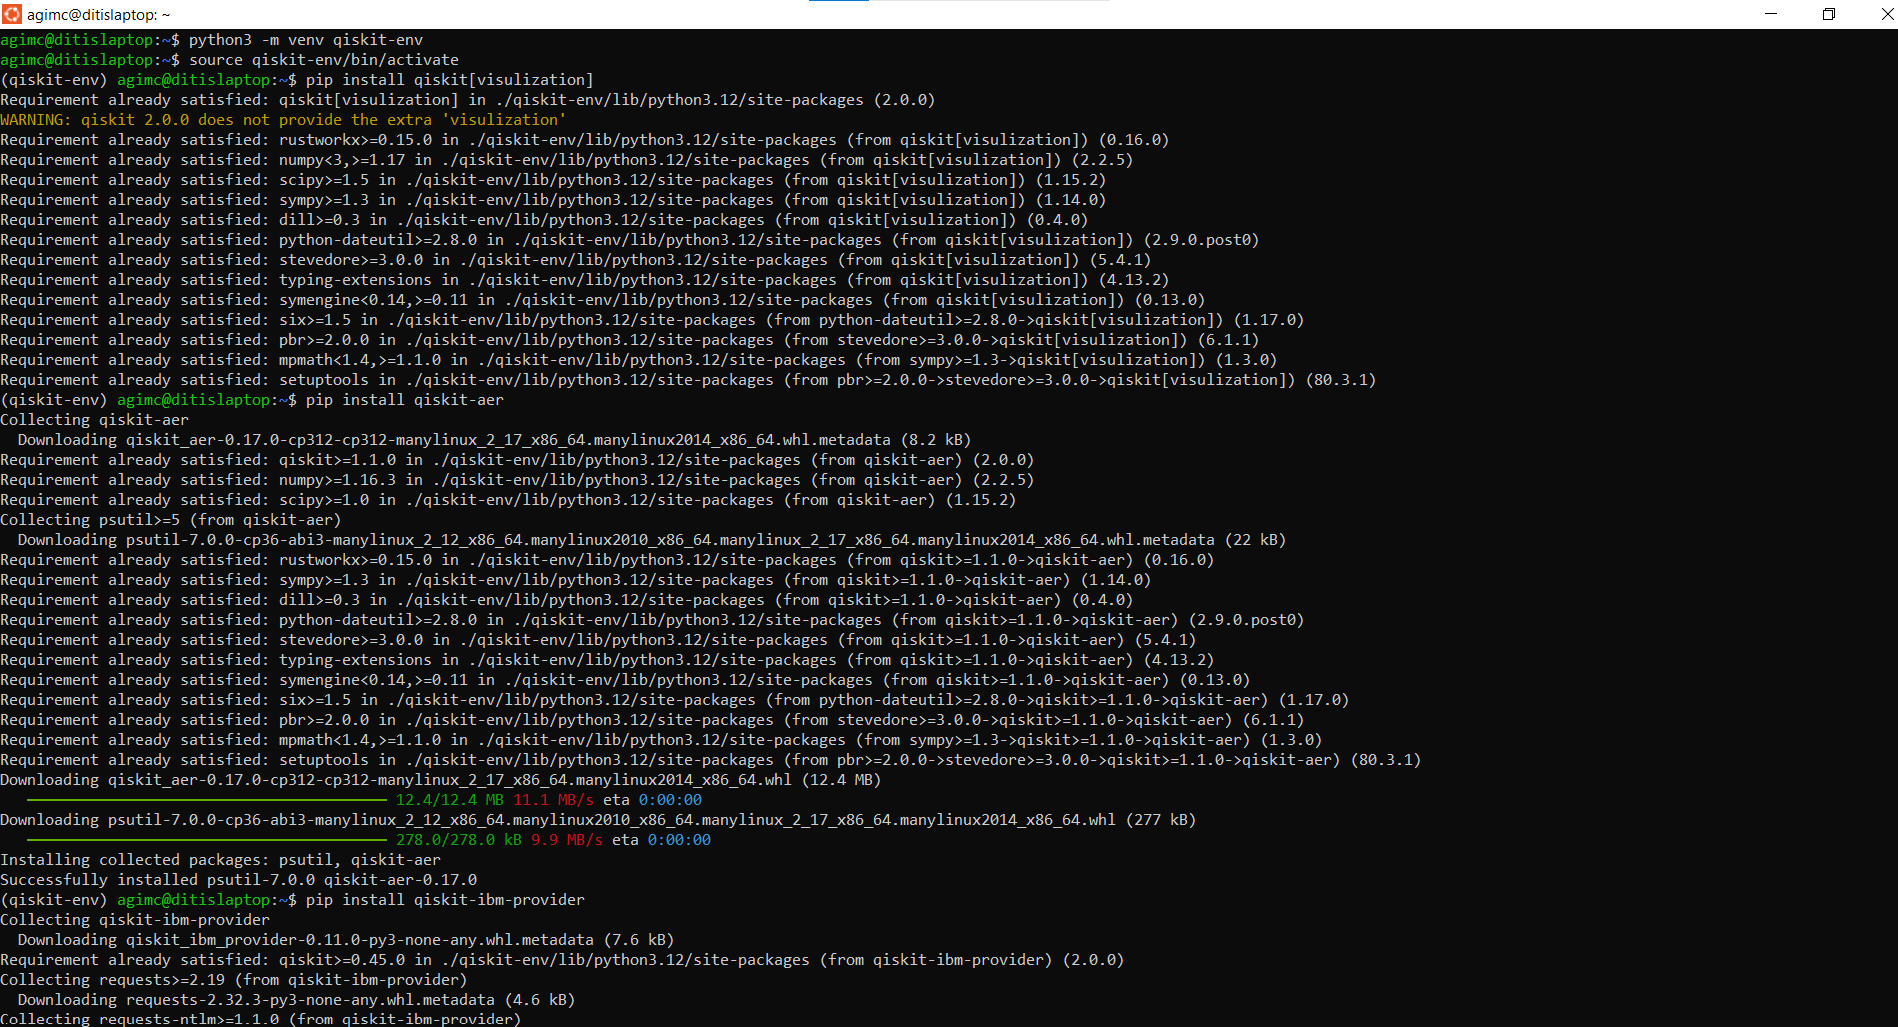 agimc@ditislaptop: ~
agimc@ditislaptop:~$ python3 -m venv qiskit-env
agimc@ditislaptop:~$ source qiskit-env/bin/activate
(qiskit-env) agimc@ditislaptop:~$ pip install qiskit[visulization]
Requirement already satisfied: qiskit[visulization] in ./qiskit-env/lib/python3.12/site-packages (2.0.0)
WARNING: qiskit 2.0.0 does not provide the extra 'visulization'
Requirement already satisfied: rustworkx>=0.15.0 in ./qiskit-env/lib/python3.12/site-packages (from qiskit[visulization]) (0.16.0)
Requirement already satisfied: numpy<3,>=1.17 in ./qiskit-env/lib/python3.12/site-packages (from qiskit[visulization]) (2.2.5)
Requirement already satisfied: scipy>=1.5 in ./qiskit-env/lib/python3.12/site-packages (from qiskit[visulization]) (1.15.2)
Requirement already satisfied: sympy>=1.3 in ./qiskit-env/lib/python3.12/site-packages (from qiskit[visulization]) (1.14.0)
Requirement already satisfied: dill>=0.3 in ./qiskit-env/lib/python3.12/site-packages (from qiskit[visulization]) (0.4.0)
Requirement already satisfied: python-dateutil>=2.8.0 in ./qiskit-env/lib/python3.12/site-packages (from qiskit[visulization]) (2.9.0.post0)
Requirement already satisfied: stevedore>=3.0.0 in ./qiskit-env/lib/python3.12/site-packages (from qiskit[visulization]) (5.4.1)
Requirement already satisfied: typing-extensions in ./qiskit-env/lib/python3.12/site-packages (from qiskit[visulization]) (4.13.2)
Requirement already satisfied: symengine<0.14,>=0.11 in ./qiskit-env/lib/python3.12/site-packages (from qiskit[visulization]) (0.13.0)
Requirement already satisfied: six>=1.5 in ./qiskit-env/lib/python3.12/site-packages (from python-dateutil>=2.8.0->qiskit[visulization]) (1.17.0)
Requirement already satisfied: pbr>=2.0.0 in ./qiskit-env/lib/python3.12/site-packages (from stevedore>=3.0.0->qiskit[visulization]) (6.1.1)
Requirement already satisfied: mpmath<1.4,>=1.1.0 in ./qiskit-env/lib/python3.12/site-packages (from sympy>=1.3->qiskit[visulization]) (1.3.0)
Requirement already satisfied: setuptools in ./qiskit-env/lib/python3.12/site-packages (from pbr>=2.0.0->stevedore>=3.0.0->qiskit[visulization]) (80.3.1)
(qiskit-env) agimc@ditislaptop:~$ pip install qiskit-aer
Collecting qiskit-aer
Downloading qiskit_aer-0.17.0-cp312-cp312-manylinux_2_17_x86_64.manylinux2014_x86_64.whl.metadata (8.2 kB)
Requirement already satisfied: qiskit>=1.1.0 in ./qiskit-env/lib/python3.12/site-packages (from qiskit-aer) (2.0.0)
Requirement already satisfied: numpy>=1.16.3 in ./qiskit-env/lib/python3.12/site-packages (from qiskit-aer) (2.2.5)
Requirement already satisfied: scipy>=1.0 in ./qiskit-env/lib/python3.12/site-packages (from qiskit-aer) (1.15.2)
Collecting psutil>=5 (from qiskit-aer)
Downloading psutil-7.0.0-cp36-abi3-manylinux_2_12_x86_64.manylinux2010_x86_64.manylinux_2_17_x86_64.manylinux2014_x86_64.whl.metadata (22 kB)
Requirement already satisfied: rustworkx>=0.15.0 in ./qiskit-env/lib/python3.12/site-packages (from qiskit>=1.1.0->qiskit-aer) (0.16.0)
Requirement already satisfied: sympy>=1.3 in ./qiskit-env/lib/python3.12/site-packages (from qiskit>=1.1.0->qiskit-aer) (1.14.0)
Requirement already satisfied: dill>=0.3 in ./qiskit-env/lib/python3.12/site-packages (from qiskit>=1.1.0->qiskit-aer) (0.4.0)
Requirement already satisfied: python-dateutil>=2.8.0 in ./qiskit-env/lib/python3.12/site-packages (from qiskit>=1.1.0->qiskit-aer) (2.9.0.post0)
Requirement already satisfied: stevedore>=3.0.0 in ./qiskit-env/lib/python3.12/site-packages (from qiskit>=1.1.0->qiskit-aer) (5.4.1)
Requirement already satisfied: typing-extensions in ./qiskit-env/lib/python3.12/site-packages (from qiskit>=1.1.0->qiskit-aer) (4.13.2)
Requirement already satisfied: symengine<0.14,>=0.11 in ./qiskit-env/lib/python3.12/site-packages (from qiskit>=1.1.0->qiskit-aer) (0.13.0)
Requirement already satisfied: six>=1.5 in ./qiskit-env/lib/python3.12/site-packages (from python-dateutil>=2.8.0->qiskit>=1.1.0->qiskit-aer) (1.17.0)
Requirement already satisfied: pbr>=2.0.0 in ./qiskit-env/lib/python3.12/site-packages (from stevedore>=3.0.0->qiskit>=1.1.0->qiskit-aer) (6.1.1)
Requirement already satisfied: mpmath<1.4,>=1.1.0 in ./qiskit-env/lib/python3.12/site-packages (from sympy>=1.3->qiskit>=1.1.0->qiskit-aer) (1.3.0)
Requirement already satisfied: setuptools in ./qiskit-env/lib/python3.12/site-packages (from pbr>=2.0.0->stevedore>=3.0.0->qiskit>=1.1.0->qiskit-aer) (80.3.1)
Downloading qiskit_aer-0.17.0-cp312-cp312-manylinux_2_17_x86_64.manylinux2014_x86_64.whl (12.4 MB)
12.4/12.4 MB 11.1 MB/s eta 0:00:00
Downloading psutil-7.0.0-cp36-abi3-manylinux_2_12_x86_64.manylinux2010_x86_64.manylinux_2_17_x86_64.manylinux2014_x86_64.whl (277 kB)
278.0/278.0 kB 9.9 MB/s eta 0:00:00
Installing collected packages: psutil, qiskit-aer
Successfully installed psutil-7.0.0 qiskit-aer-0.17.0
(qiskit-env) agimc@ditislaptop:~$ pip install qiskit-ibm-provider
Collecting qiskit-ibm-provider
Downloading qiskit_ibm_provider-0.11.0-py3-none-any.whl.metadata (7.6 kB)
Requirement already satisfied: qiskit>=0.45.0 in ./qiskit-env/lib/python3.12/site-packages (from qiskit-ibm-provider) (2.0.0)
Collecting requests>=2.19 (from qiskit-ibm-provider)
Downloading requests-2.32.3-py3-none-any.whl.metadata (4.6 kB)
Collecting requests-ntlm>=1.1.0 (from qiskit-ibm-provider)